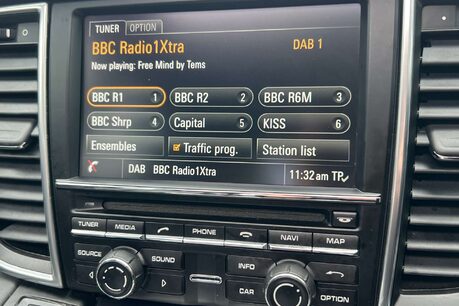 TUNER OPTION
BBC Radio1Xtra DAB 1
Now playing: Free Mind by Tems
BBC R1 1 BBC R2 2 BBC R6M 3
BBC Shrp 4 Capital 5 KISS 6
Ensembles Traffic prog. Station list
DAB BBC Radio1Xtra 11:32 am TP
TUNER MEDIA PHONE NAVI MAP
SOURCE SOUND INFO
CAR OPTION